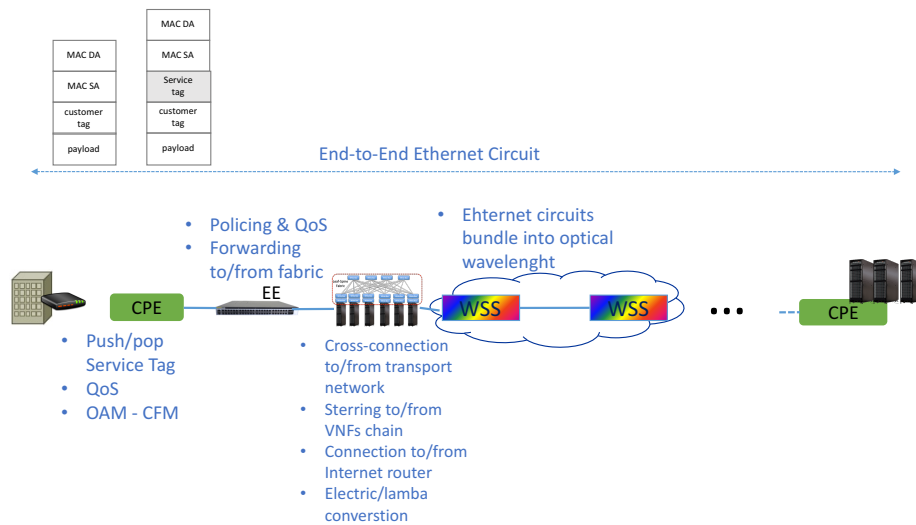 MAC DA
MAC SA
customer
tag
payload
MAC DA
MAC SA
Service
tag
customer
tag
payload
End-to-End Ethernet Circuit
• Policing & QoS
• Forwarding
to/from fabric
• Ehternet circuits
bundle into optical
wavelenght
EE
Fabric
CPE
WSS
WSS
...
CPE
• Push/pop
Service Tag
• QoS
• OAM - CFM
• Cross-connection
to/from transport
network
• Sterring to/from
VNFs chain
• Connection to/from
Internet router
• Electric/lamba
converstion